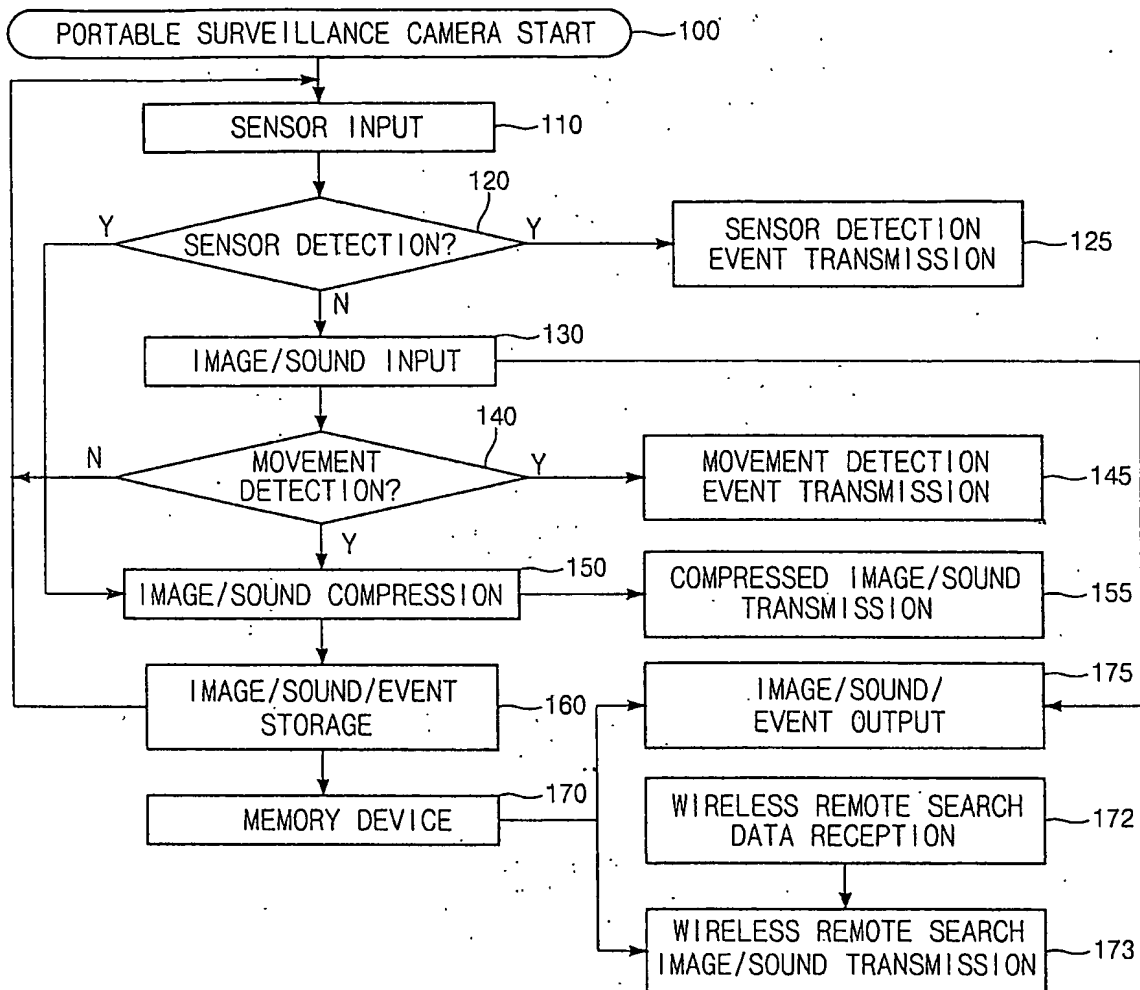 PORTABLE SURVEILLANCE CAMERA START
100
SENSOR INPUT
110
120
Y
SENSOR DETECTION?
Y
SENSOR DETECTION
EVENT TRANSMISSION
125
N
130
IMAGE/SOUND INPUT
140
N
MOVEMENT
DETECTION?
Y
MOVEMENT DETECTION
EVENT TRANSMISSION
145
Y
150
IMAGE/SOUND COMPRESSION
COMPRESSED IMAGE/SOUND
TRANSMISSION
155
IMAGE/SOUND/EVENT
STORAGE
160
IMAGE/SOUND/
EVENT OUTPUT
175
170
MEMORY DEVICE
WIRELESS REMOTE SEARCH
DATA RECEPTION
172
WIRELESS REMOTE SEARCH
IMAGE/SOUND TRANSMISSION
173